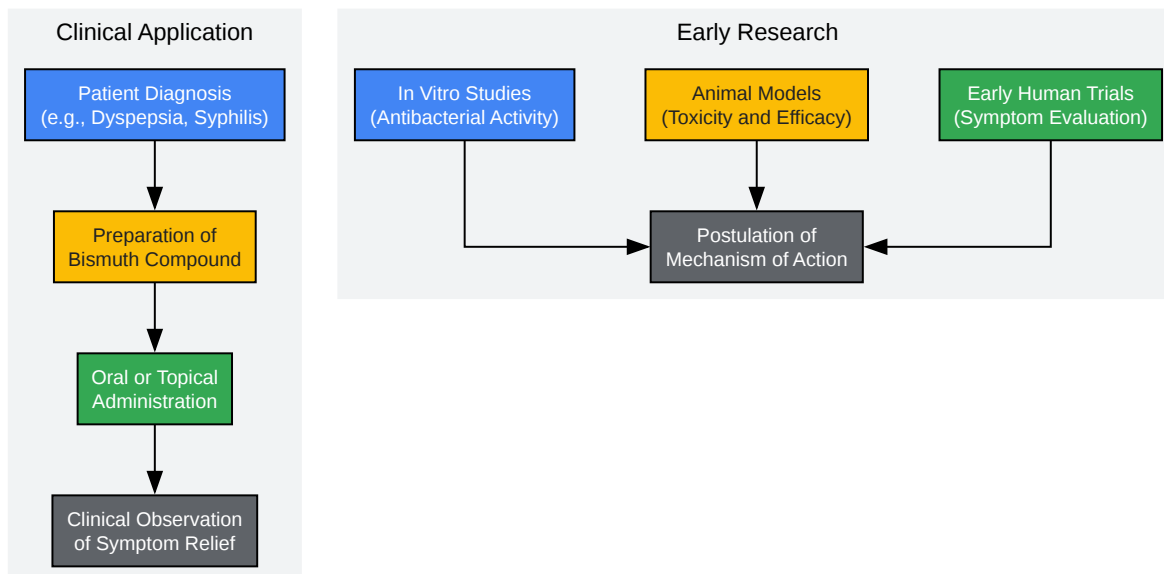 Clinical Application
Patient Diagnosis
(e.g., Dyspepsia, Syphilis)
Preparation of
Bismuth Compound
Oral or Topical
Administration
Clinical Observation
of Symptom Relief
Early Research
In Vitro Studies
(Antibacterial Activity)
Animal Models
(Toxicity and Efficacy)
Early Human Trials
(Symptom Evaluation)
Postulation of
Mechanism of Action